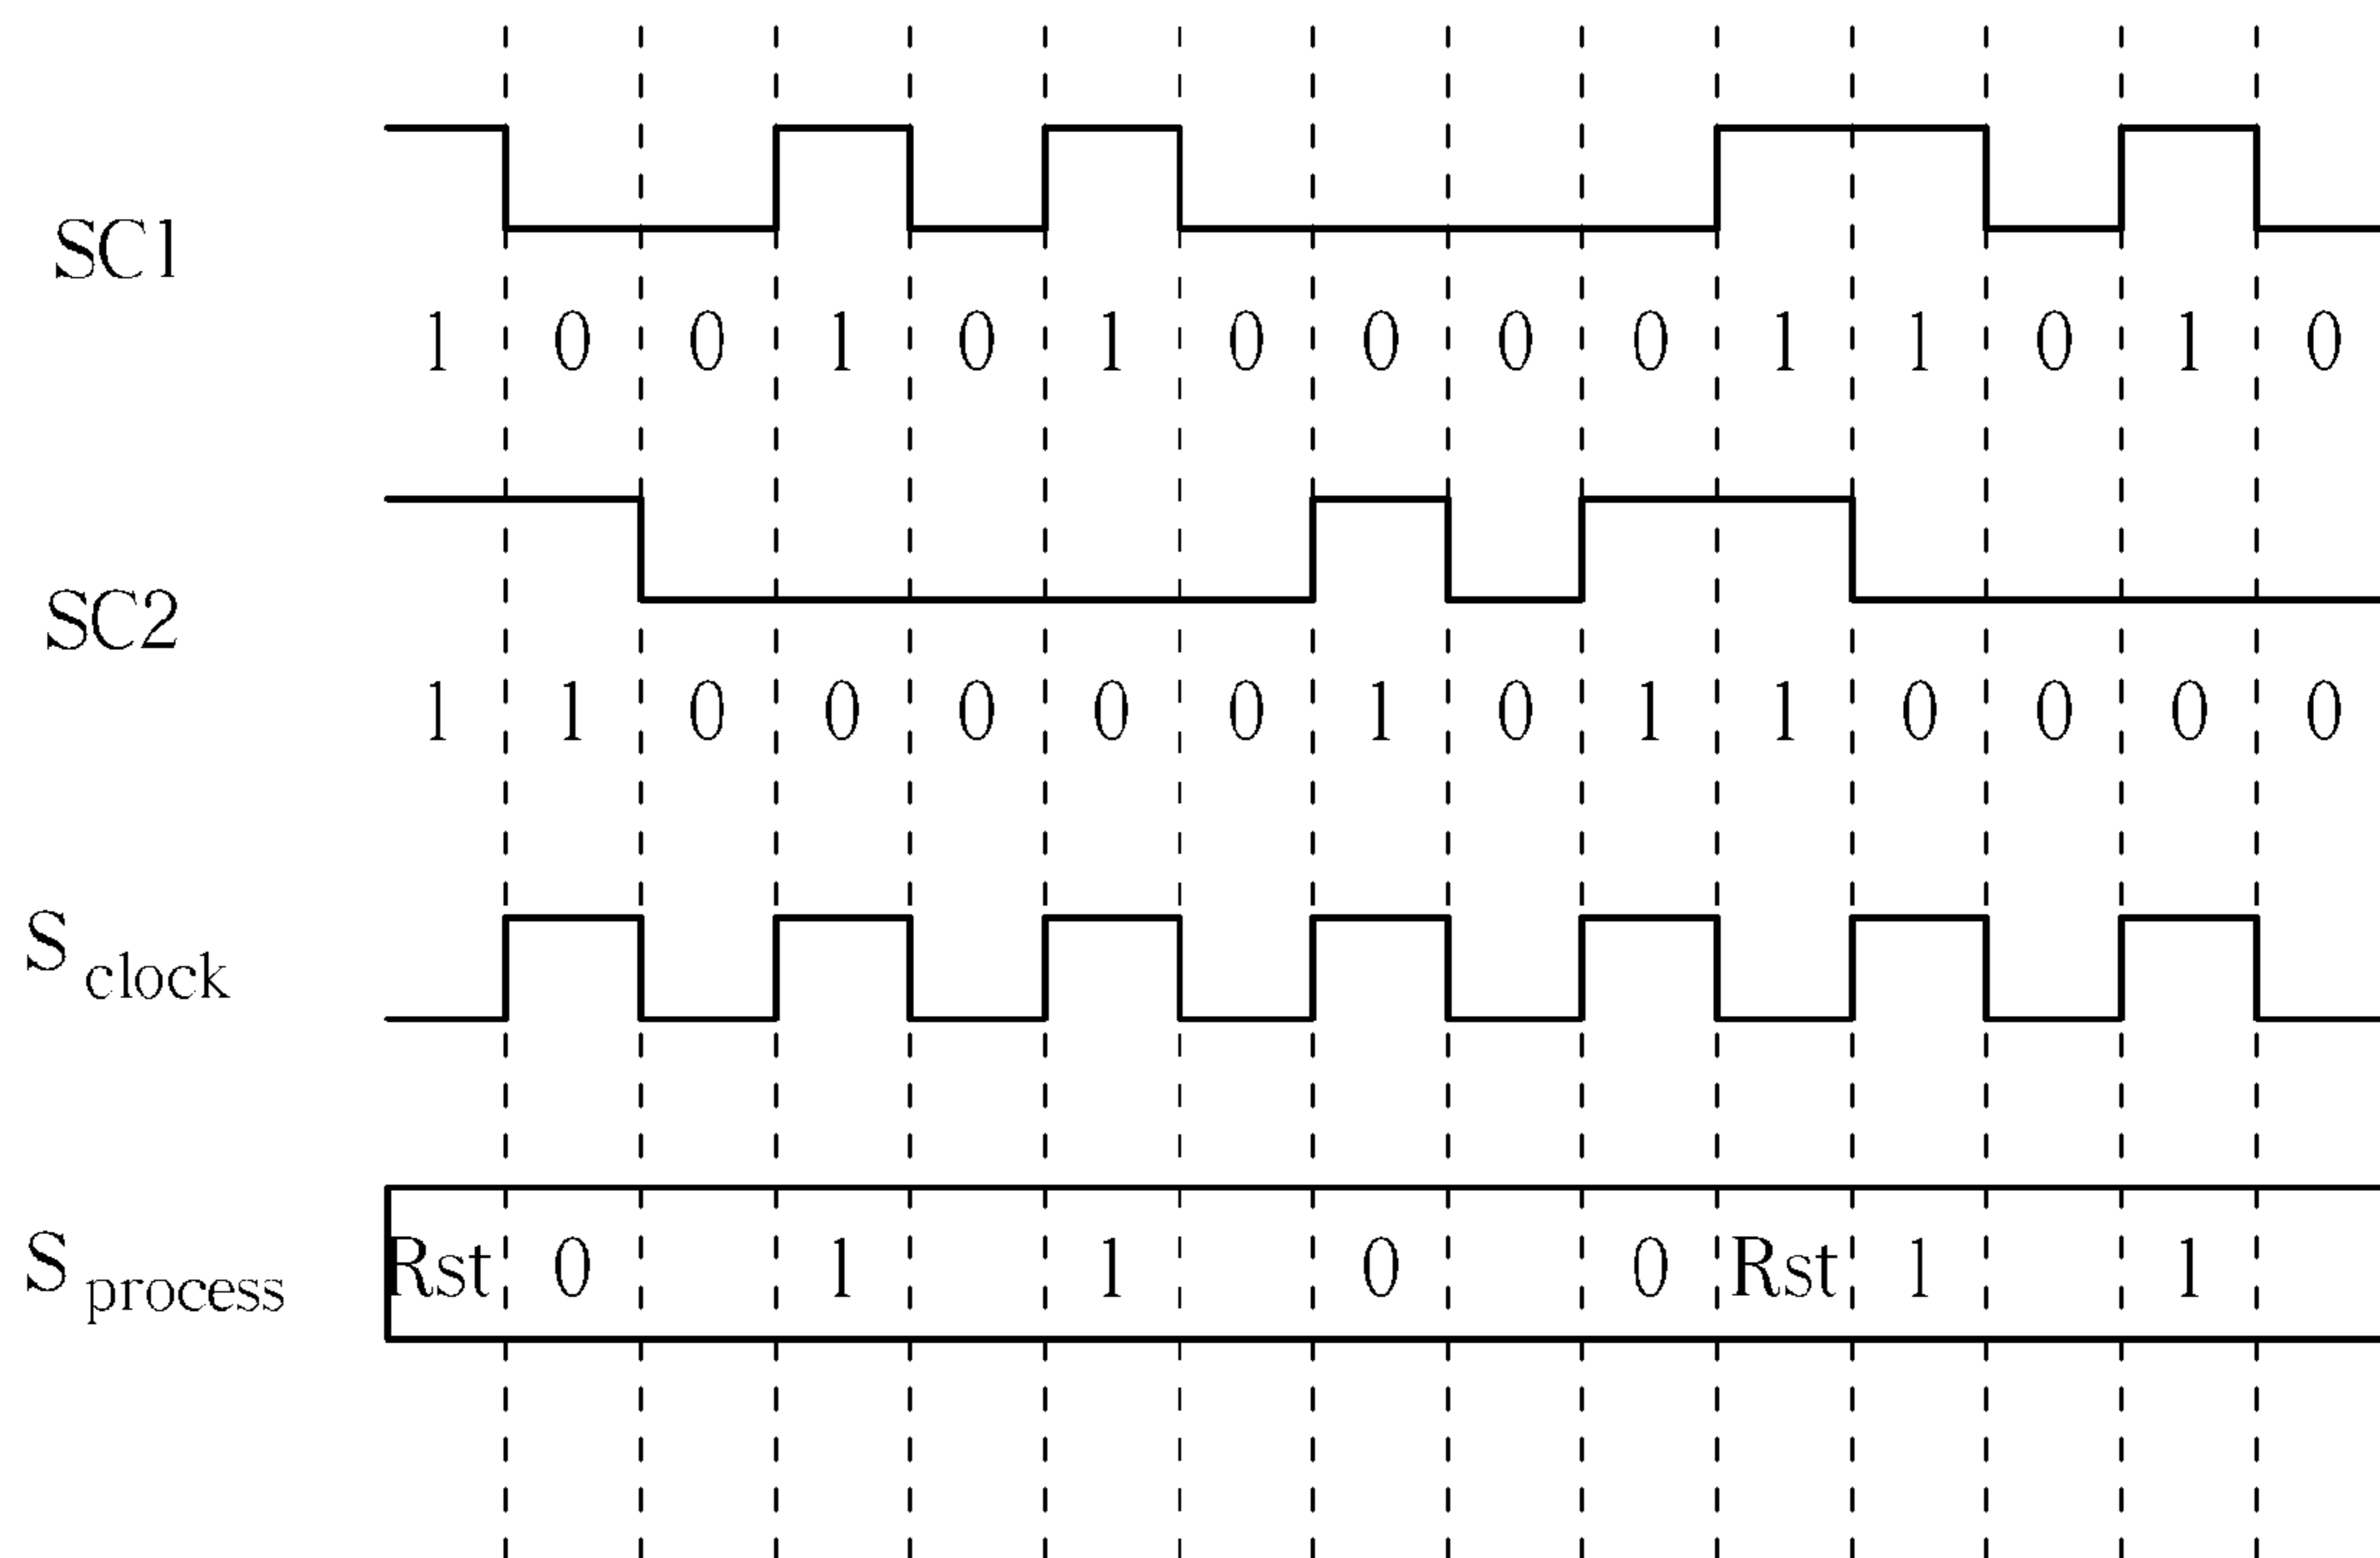 SC1
1 0 0 1 0 1 0 0 0 0 1 1 0 1 0
SC2
1 1 0 0 0 0 0 1 0 1 1 0 0 0 0
S clock
S process Rst 0 1 1 0 0 Rst 1 1